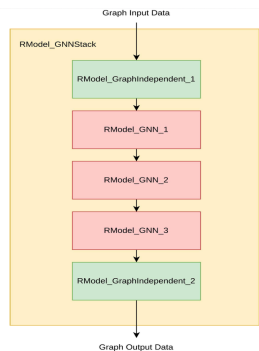 Graph Input Data
RModel_GNNStack
RModel_GraphIndependent_1
RModel_GNN_1
RModel_GNN_2
RModel_GNN_3
RModel_GraphIndependent_2
Graph Output Data